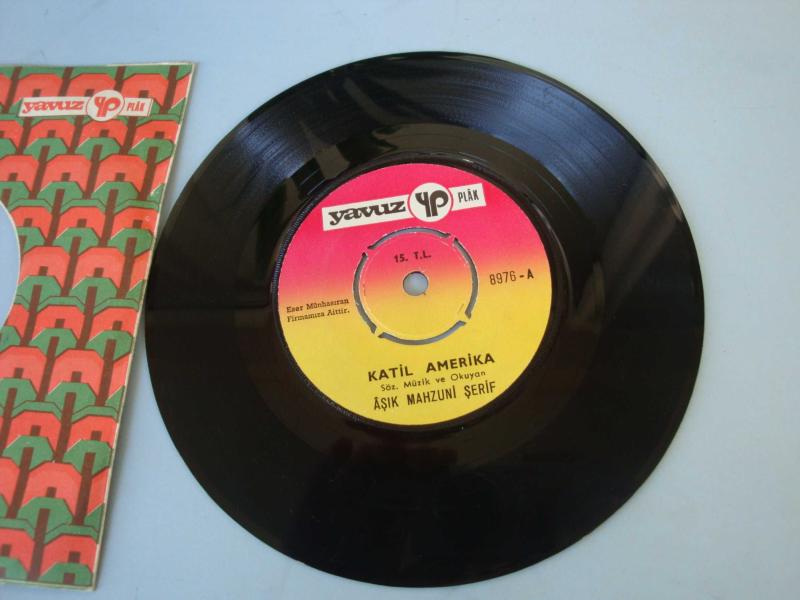 yavuz YP PLÂK
yavuz YP PLÂK
15. T.L.
8976-A
Eser Münhasıran
Firmamıza Aittir.
KATİL AMERİKA
Söz. Müzik ve Okuyan
ÂŞIK MAHZUNİ ŞERİF